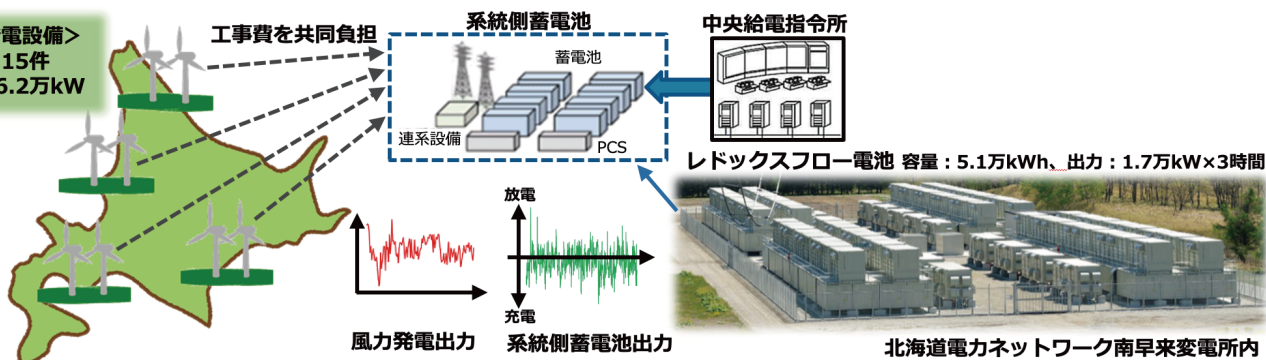 電設備＞
15件
6.2万kW
工事費を共同負担
系統側蓄電池
蓄電池
連系設備
PCS
中央給電指令所
レドックスフロー電池 容量：5.1万kWh、出力：1.7万kW×3時間
放電
充電
風力発電出力
系統側蓄電池出力
北海道電力ネットワーク南早来変電所内